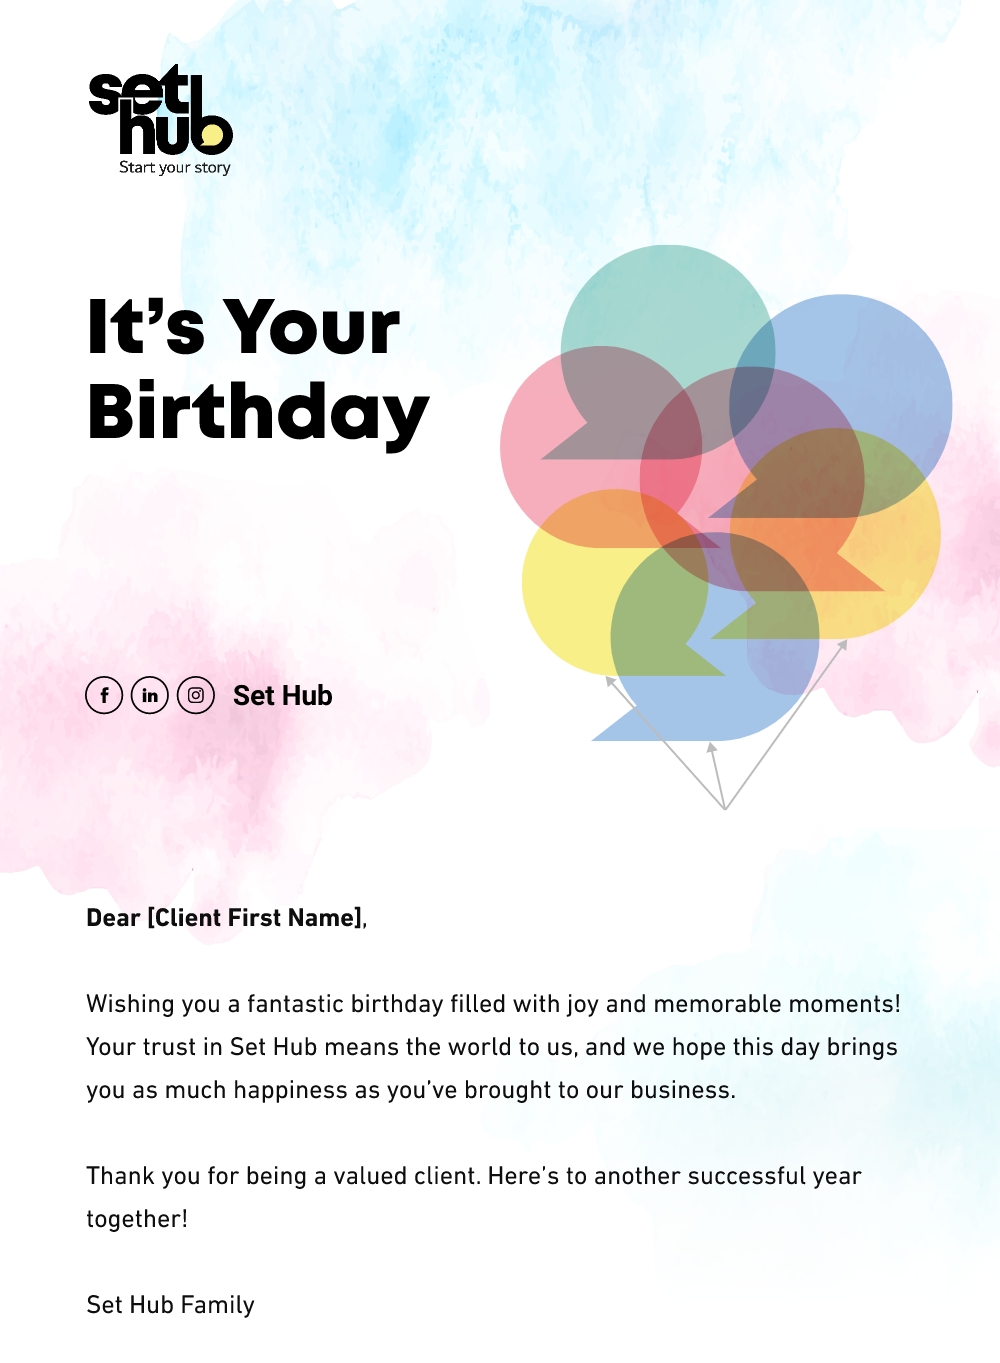 set
hub
Start your story
It’s Your
Birthday
f in Set Hub
Dear [Client First Name],
Wishing you a fantastic birthday filled with joy and memorable moments!
Your trust in Set Hub means the world to us, and we hope this day brings
you as much happiness as you’ve brought to our business.
Thank you for being a valued client. Here’s to another successful year
together!
Set Hub Family